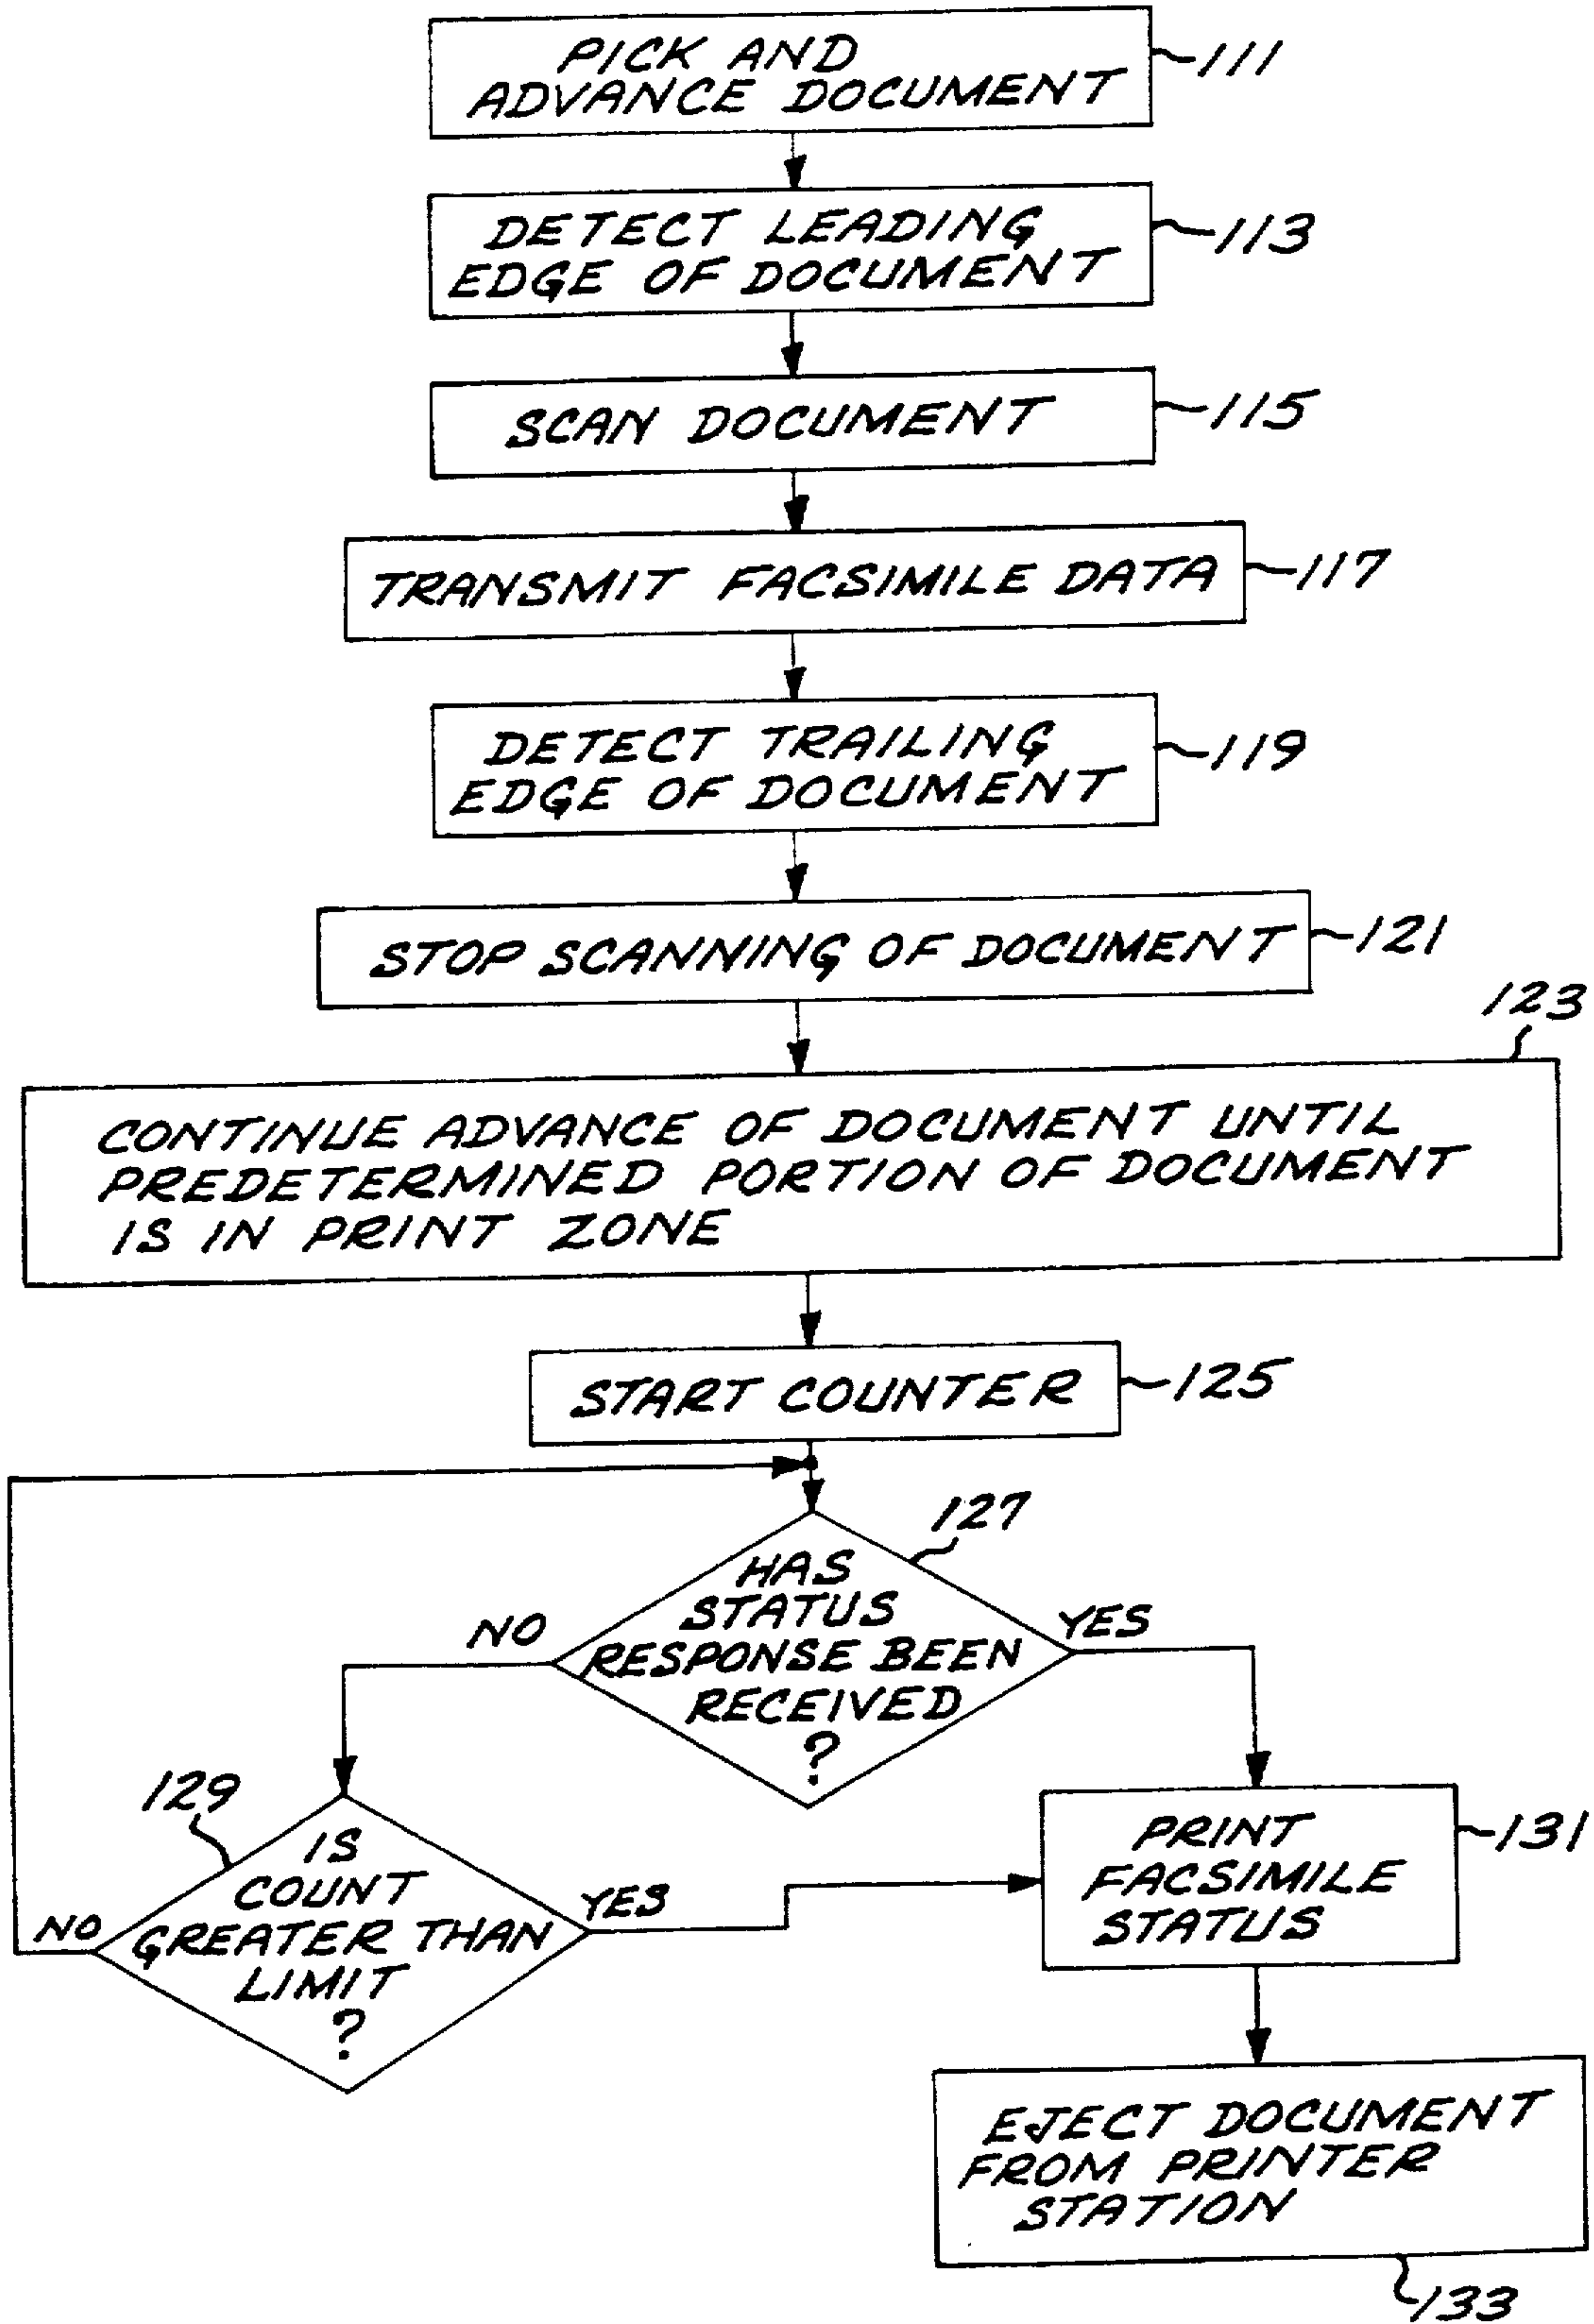 PICK AND
ADVANCE DOCUMENT
111
DETECT LEADING
EDGE OF DOCUMENT
113
SCAN DOCUMENT
115
TRANSMIT FACSIMILE DATA
117
DETECT TRAILING
EDGE OF DOCUMENT
119
STOP SCANNING OF DOCUMENT
121
123
CONTINUE ADVANCE OF DOCUMENT UNTIL
PREDETERMINED PORTION OF DOCUMENT
IS IN PRINT ZONE
START COUNTER
125
127
HAS
STATUS
RESPONSE BEEN
RECEIVED
?
NO
YES
129
IS
COUNT
GREATER THAN
LIMIT
?
NO
YES
PRINT
FACSIMILE
STATUS
131
EJECT DOCUMENT
FROM PRINTER
STATION
133